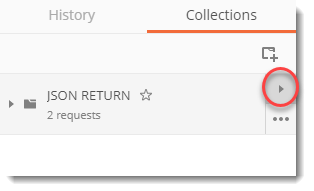 History Collections
JSON RETURN
2 requests